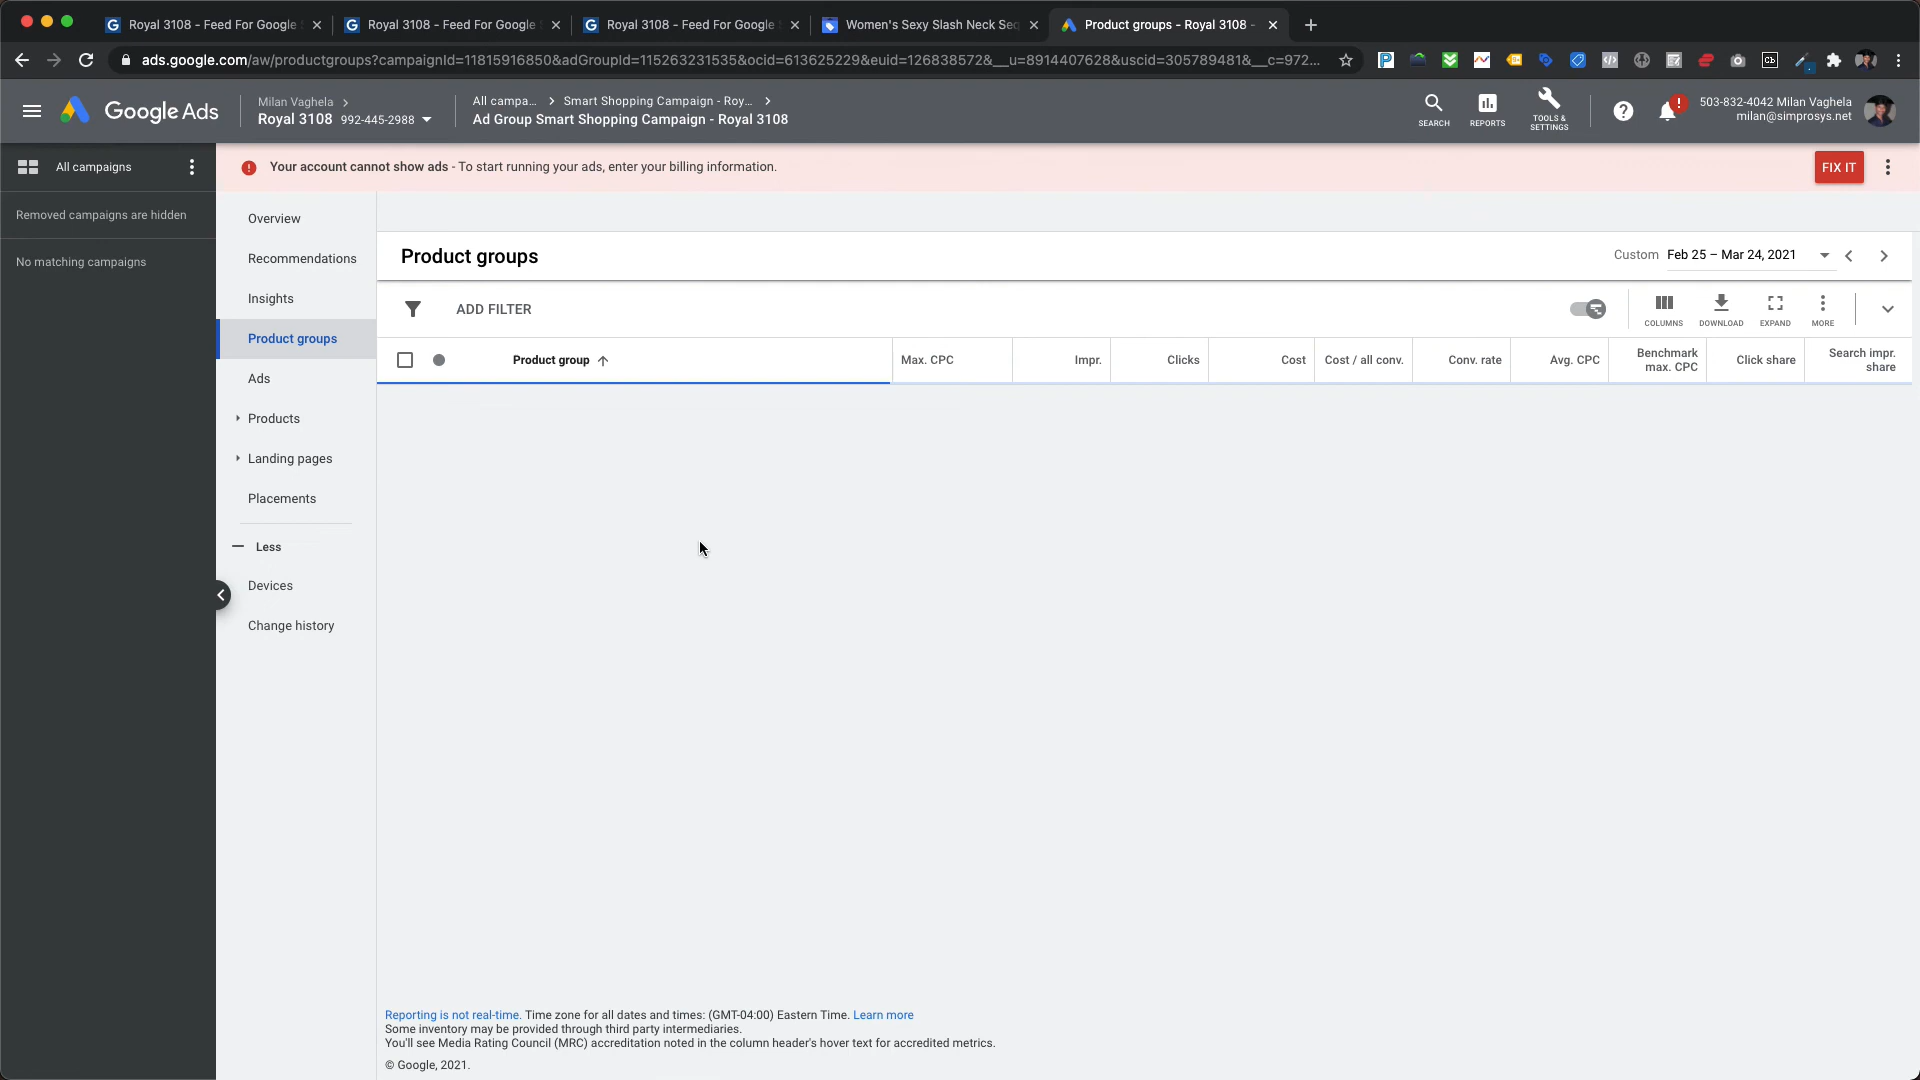 Royal 3108 - Feed For Google
Royal 3108 - Feed For Google
Royal 3108 - Feed For Google
Women's Sexy Slash Neck Seq
Product groups - Royal 3108 -
ads.google.com/aw/productgroups?campaignId=11815916850&adGroupId=115263231535&ocid=613625229&euid=126838572&__u=8914407628&uscid=305789481&__c=972...
Google Ads
Milan Vaghela
Royal 3108 992-445-2988
All campa... Smart Shopping Campaign - Roy...
Ad Group Smart Shopping Campaign - Royal 3108
SEARCH
REPORTS
TOOLS &
SETTINGS
503-832-4042 Milan Vaghela
milan@simprosys.net
All campaigns
Your account cannot show ads - To start running your ads, enter your billing information.
FIX IT
Removed campaigns are hidden
No matching campaigns
Overview
Recommendations
Insights
Product groups
Ads
Products
Landing pages
Placements
Less
Devices
Change history
Product groups
Custom Feb 25 – Mar 24, 2021
ADD FILTER
COLUMNS
DOWNLOAD
EXPAND
MORE
Product group
Max. CPC
Impr.
Clicks
Cost
Cost / all conv.
Conv. rate
Avg. CPC
Benchmark
max. CPC
Click share
Search impr.
share
Reporting is not real-time. Time zone for all dates and times: (GMT-04:00) Eastern Time. Learn more
Some inventory may be provided through third party intermediaries.
You'll see Media Rating Council (MRC) accreditation noted in the column header's hover text for accredited metrics.
© Google, 2021.